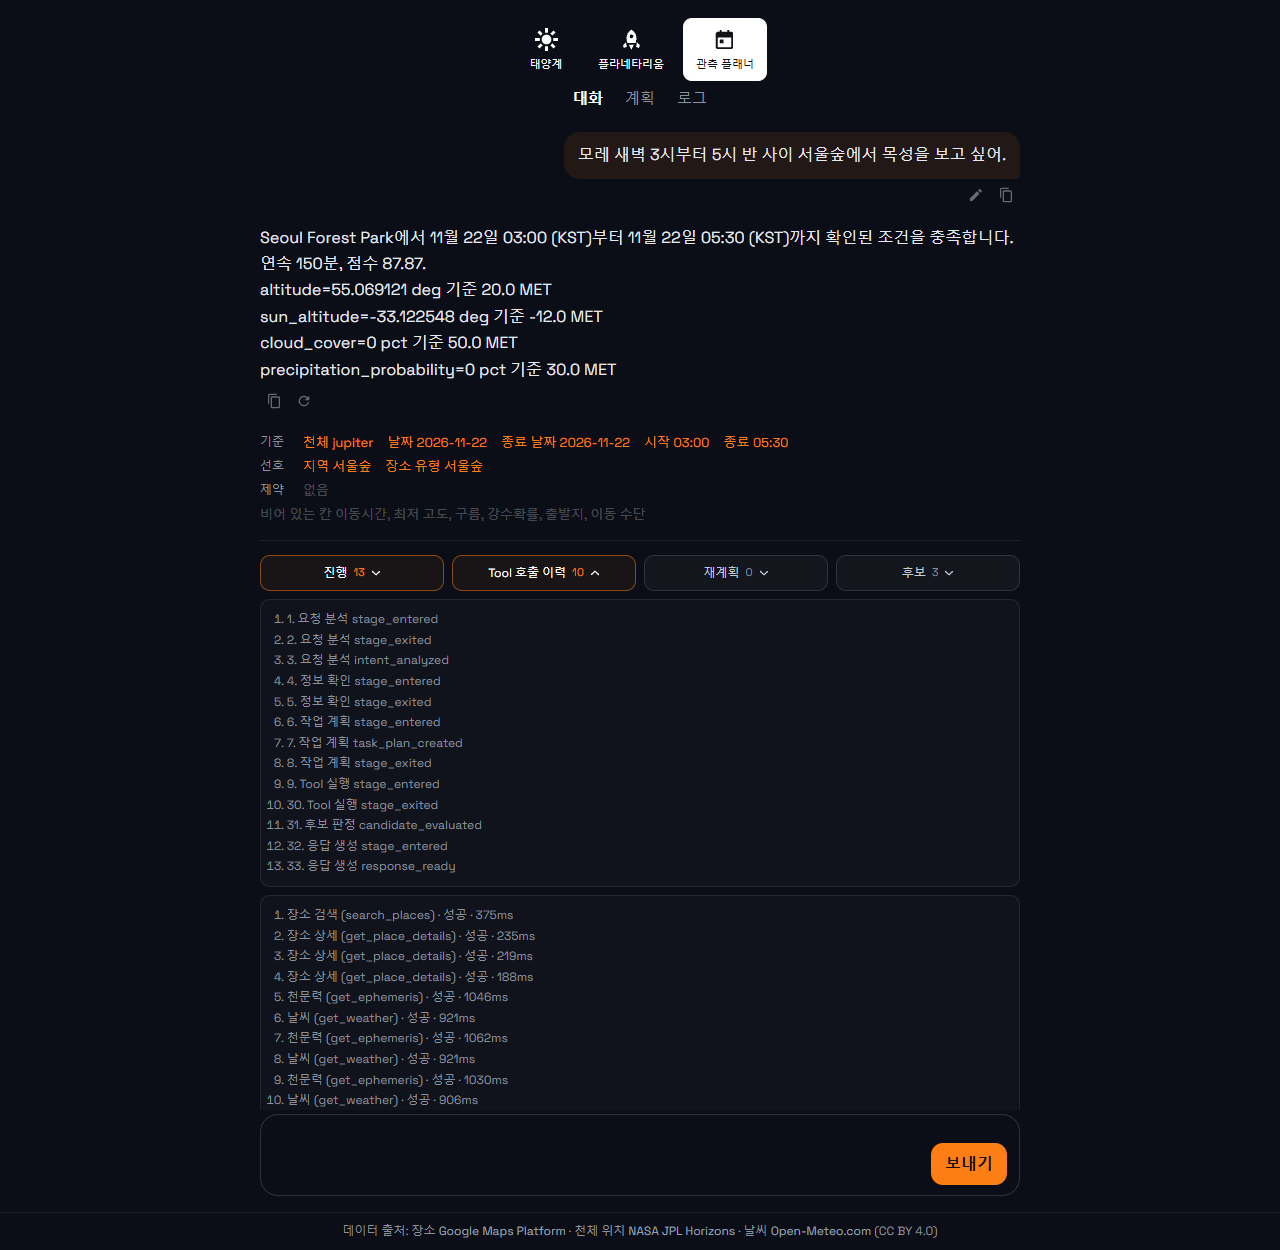 태양계
플라네타리움
관측 플래너
대화
계획
로그
모레 새벽 3시부터 5시 반 사이 서울숲에서 목성을 보고 싶어.
Seoul Forest Park에서 11월 22일 03:00 (KST)부터 11월 22일 05:30 (KST)까지 확인된 조건을 충족합니다.
연속 150분, 점수 87.87.
altitude=55.069121 deg 기준 20.0 MET
sun_altitude=-33.122548 deg 기준 -12.0 MET
cloud_cover=0 pct 기준 50.0 MET
precipitation_probability=0 pct 기준 30.0 MET
기준 천체 jupiter 날짜 2026-11-22 종료 날짜 2026-11-22 시작 03:00 종료 05:30
선호 지역 서울숲 장소 유형 서울숲
제약 없음
비어 있는 칸 이동시간, 최저 고도, 구름, 강수확률, 출발지, 이동 수단
진행 13
Tool 호출 이력 10
재계획 0
후보 3
1. 1. 요청 분석 stage_entered
2. 2. 요청 분석 stage_exited
3. 3. 요청 분석 intent_analyzed
4. 4. 정보 확인 stage_entered
5. 5. 정보 확인 stage_exited
6. 6. 작업 계획 stage_entered
7. 7. 작업 계획 task_plan_created
8. 8. 작업 계획 stage_exited
9. 9. Tool 실행 stage_entered
10. 30. Tool 실행 stage_exited
11. 31. 후보 판정 candidate_evaluated
12. 32. 응답 생성 stage_entered
13. 33. 응답 생성 response_ready
1. 장소 검색 (search_places) · 성공 · 375ms
2. 장소 상세 (get_place_details) · 성공 · 235ms
3. 장소 상세 (get_place_details) · 성공 · 219ms
4. 장소 상세 (get_place_details) · 성공 · 188ms
5. 천문력 (get_ephemeris) · 성공 · 1046ms
6. 날씨 (get_weather) · 성공 · 921ms
7. 천문력 (get_ephemeris) · 성공 · 1062ms
8. 날씨 (get_weather) · 성공 · 921ms
9. 천문력 (get_ephemeris) · 성공 · 1030ms
10. 날씨 (get_weather) · 성공 · 906ms
보내기
데이터 출처: 장소 Google Maps Platform · 천체 위치 NASA JPL Horizons · 날씨 Open-Meteo.com (CC BY 4.0)